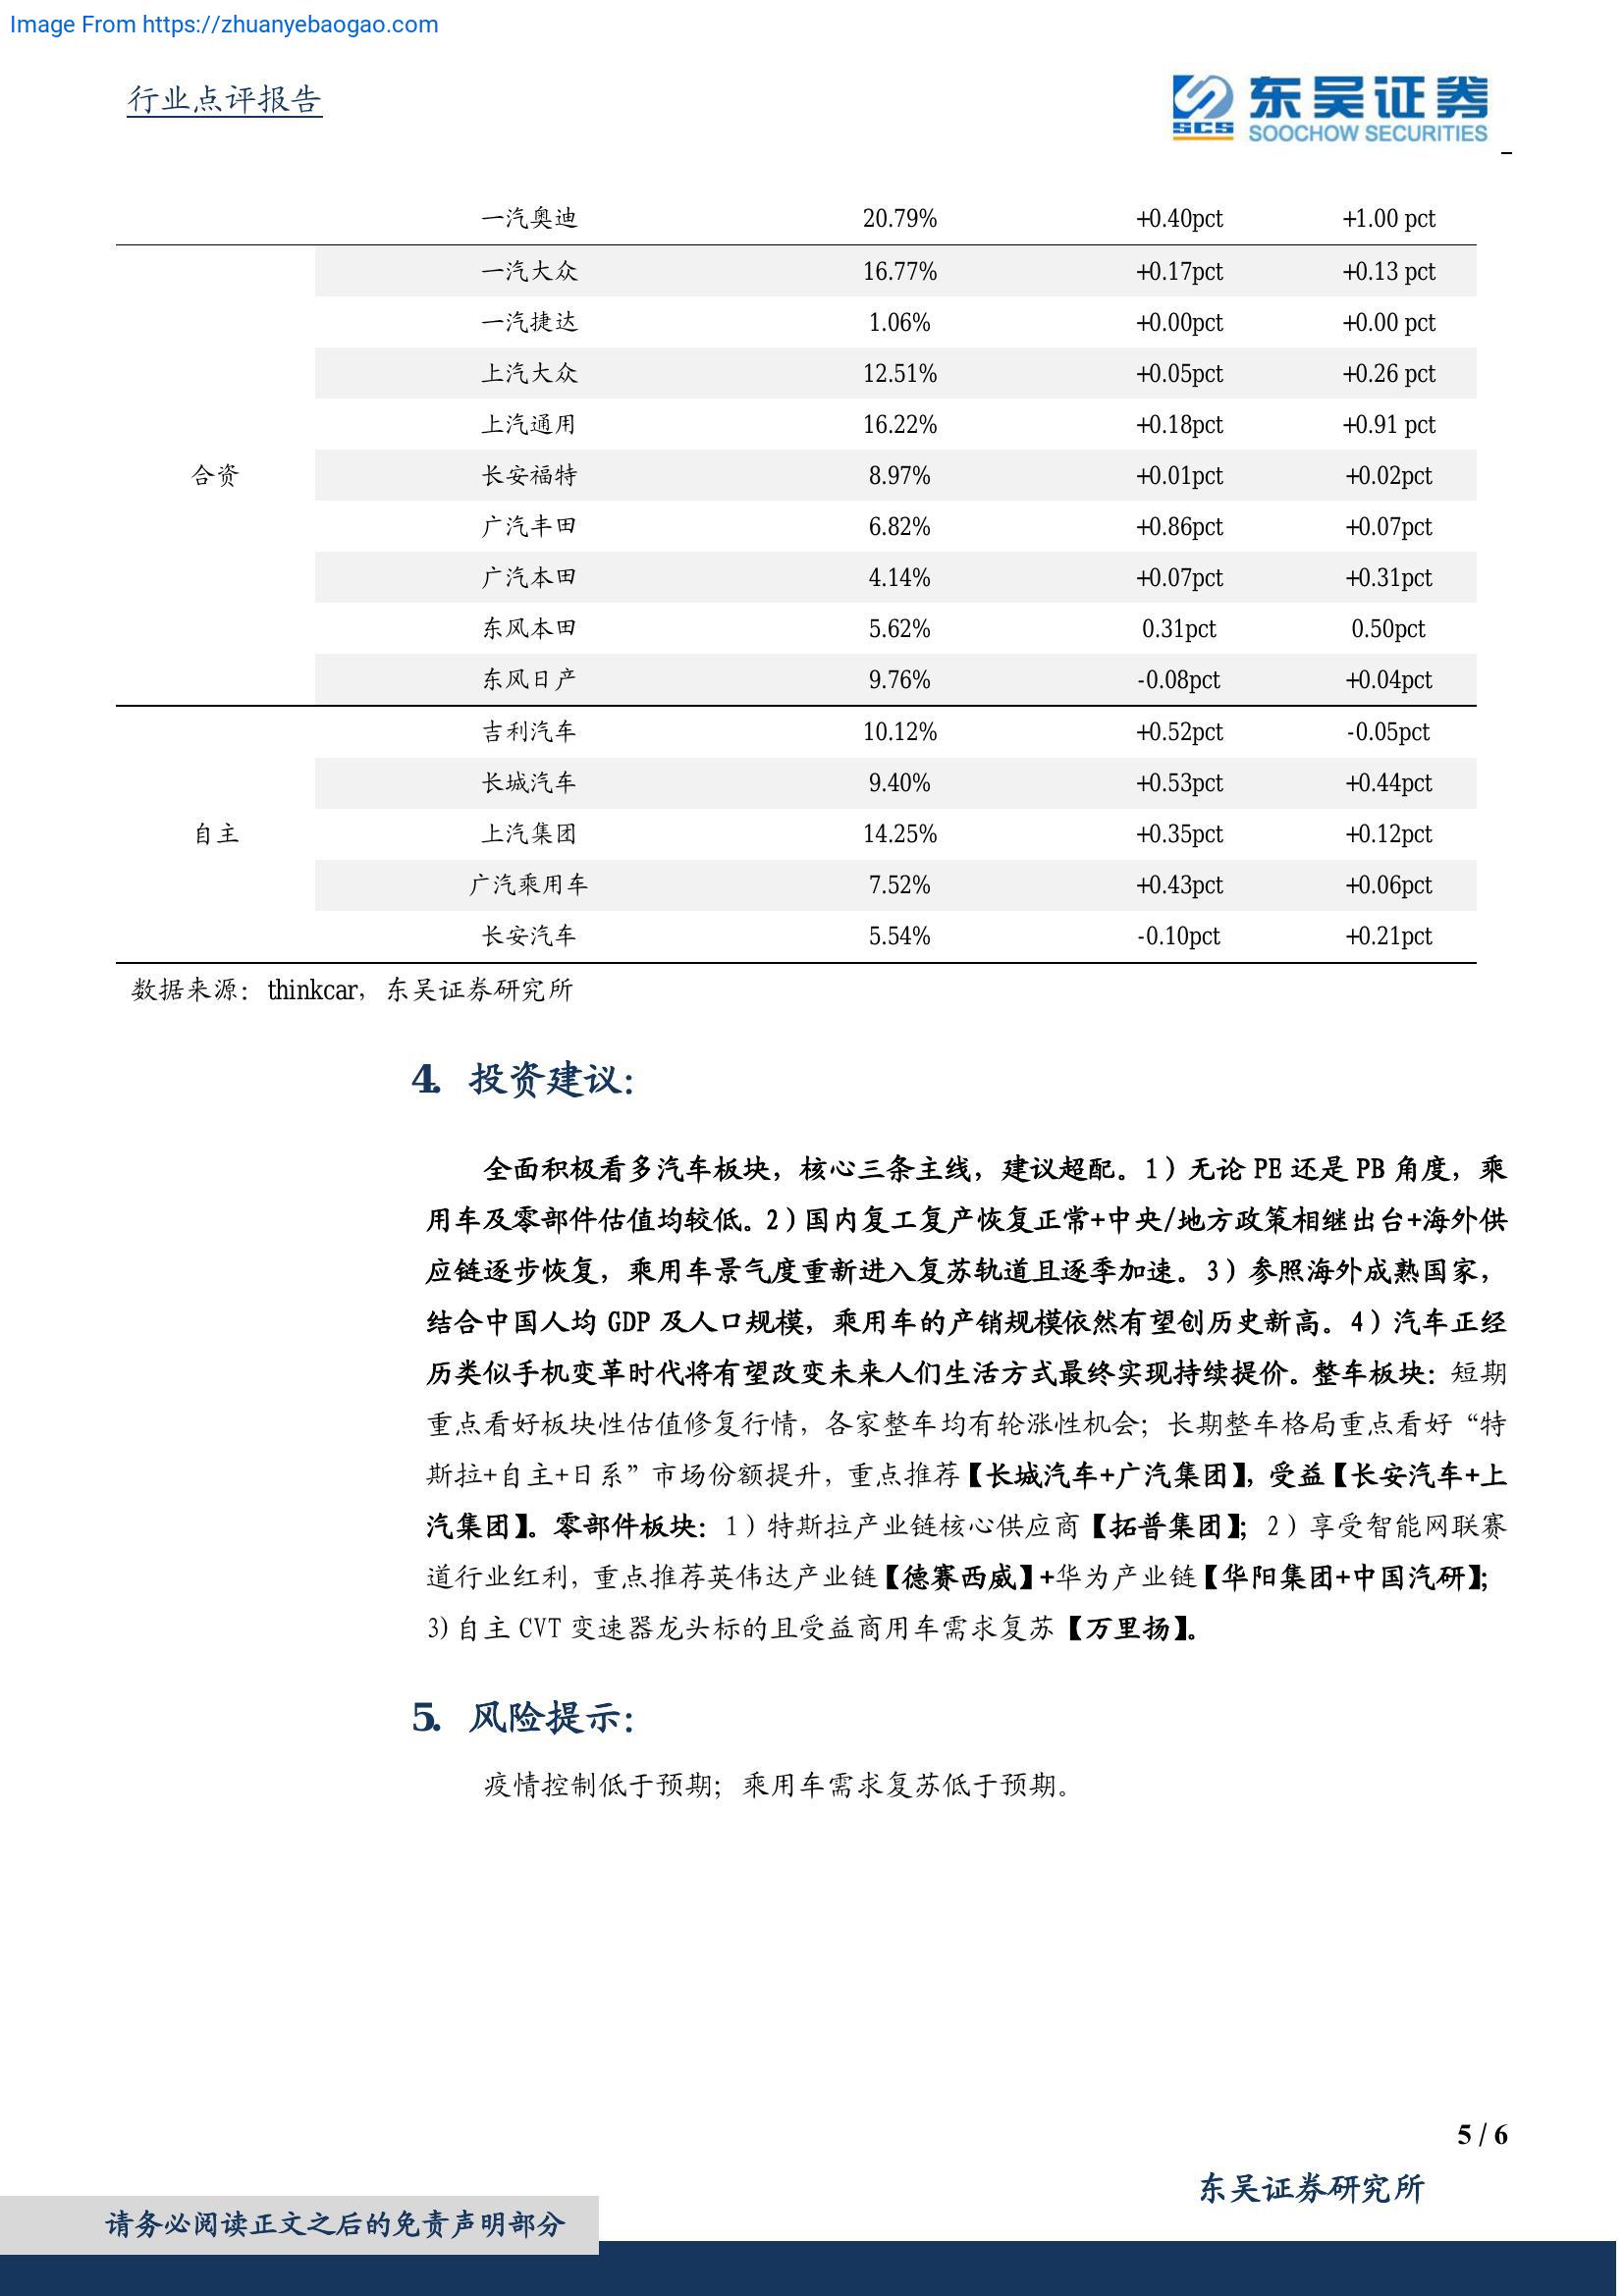 Image From https://zhuanyebaogao.com
行业点评报告
SCS 东吴证券
SOOCHOW SECURITIES
一汽奥迪 20.79% +0.40pct +1.00 pct
一汽大众 16.77% +0.17pct +0.13 pct
一汽捷达 1.06% +0.00pct +0.00 pct
上汽大众 12.51% +0.05pct +0.26 pct
上汽通用 16.22% +0.18pct +0.91 pct
合资 长安福特 8.97% +0.01pct +0.02pct
广汽丰田 6.82% +0.86pct +0.07pct
广汽本田 4.14% +0.07pct +0.31pct
东风本田 5.62% 0.31pct 0.50pct
东风日产 9.76% -0.08pct +0.04pct
吉利汽车 10.12% +0.52pct -0.05pct
长城汽车 9.40% +0.53pct +0.44pct
自主 上汽集团 14.25% +0.35pct +0.12pct
广汽乘用车 7.52% +0.43pct +0.06pct
长安汽车 5.54% -0.10pct +0.21pct
数据来源：thinkcar，东吴证券研究所
4. 投资建议：
全面积极看多汽车板块，核心三条主线，建议超配。1）无论 PE 还是 PB 角度，乘
用车及零部件估值均较低。2）国内复工复产恢复正常+中央/地方政策相继出台+海外供
应链逐步恢复，乘用车景气度重新进入复苏轨道且逐季加速。3）参照海外成熟国家，
结合中国人均 GDP 及人口规模，乘用车的产销规模依然有望创历史新高。4）汽车正经
历类似手机变革时代将有望改变未来人们生活方式最终实现持续提价。整车板块：短期
重点看好板块性估值修复行情，各家整车均有轮涨性机会；长期整车格局重点看好“特
斯拉+自主+日系”市场份额提升，重点推荐【长城汽车+广汽集团】，受益【长安汽车+上
汽集团】。零部件板块：1）特斯拉产业链核心供应商【拓普集团】；2）享受智能网联赛
道行业红利，重点推荐英伟达产业链【德赛西威】+华为产业链【华阳集团+中国汽研】；
3)自主 CVT 变速器龙头标的且受益商用车需求复苏【万里扬】。
5. 风险提示：
疫情控制低于预期；乘用车需求复苏低于预期。
5 / 6
东吴证券研究所
请务必阅读正文之后的免责声明部分